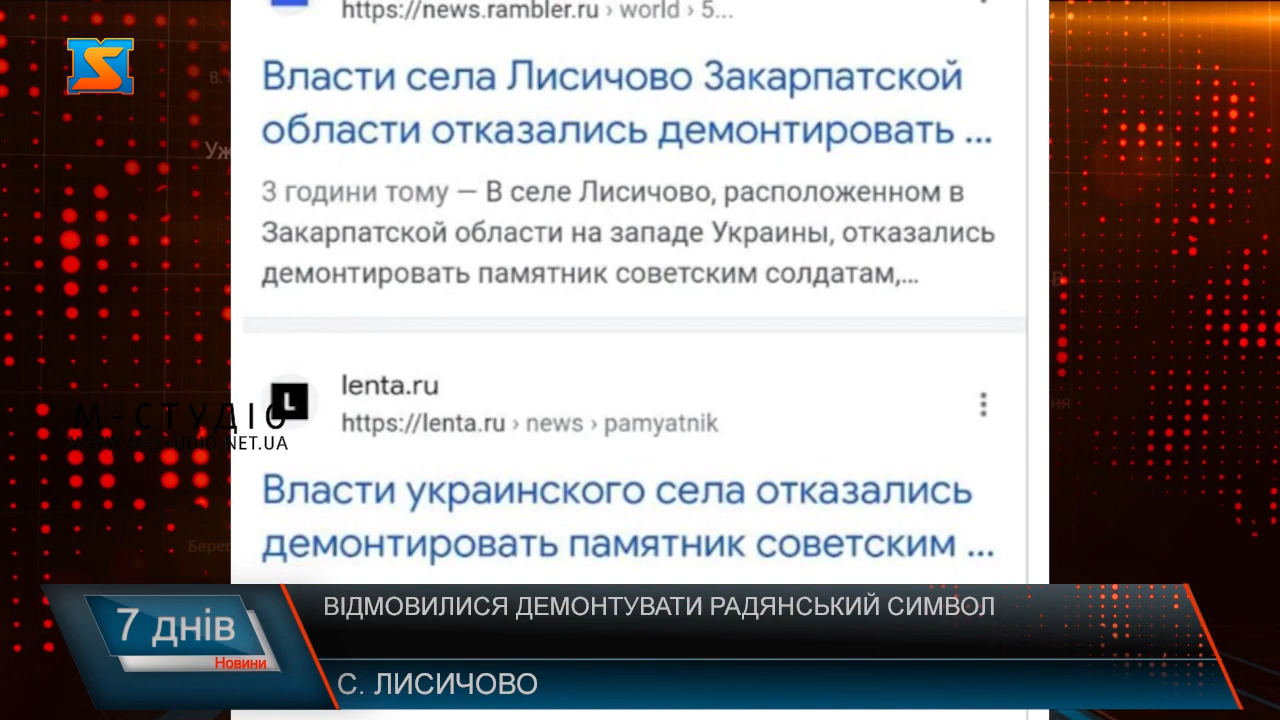 https://news.rambler.ru › world › 5...
Власти села Лисичово Закарпатской
области отказались демонтировать ...
3 години тому — В селе Лисичово, расположенном в
Закарпатской области на западе Украины, отказались
демонтировать памятник советским солдатам,...
L
lenta.ru
https://lenta.ru › news › pamyatnik
М-СТУДІО
WWW.M-STUDIO.NET.UA
Власти украинского села отказались
демонтировать памятник советским ...
7 днів
Новини
ВІДМОВИЛИСЯ ДЕМОНТУВАТИ РАДЯНСЬКИЙ СИМВОЛ
С. ЛИСИЧОВО